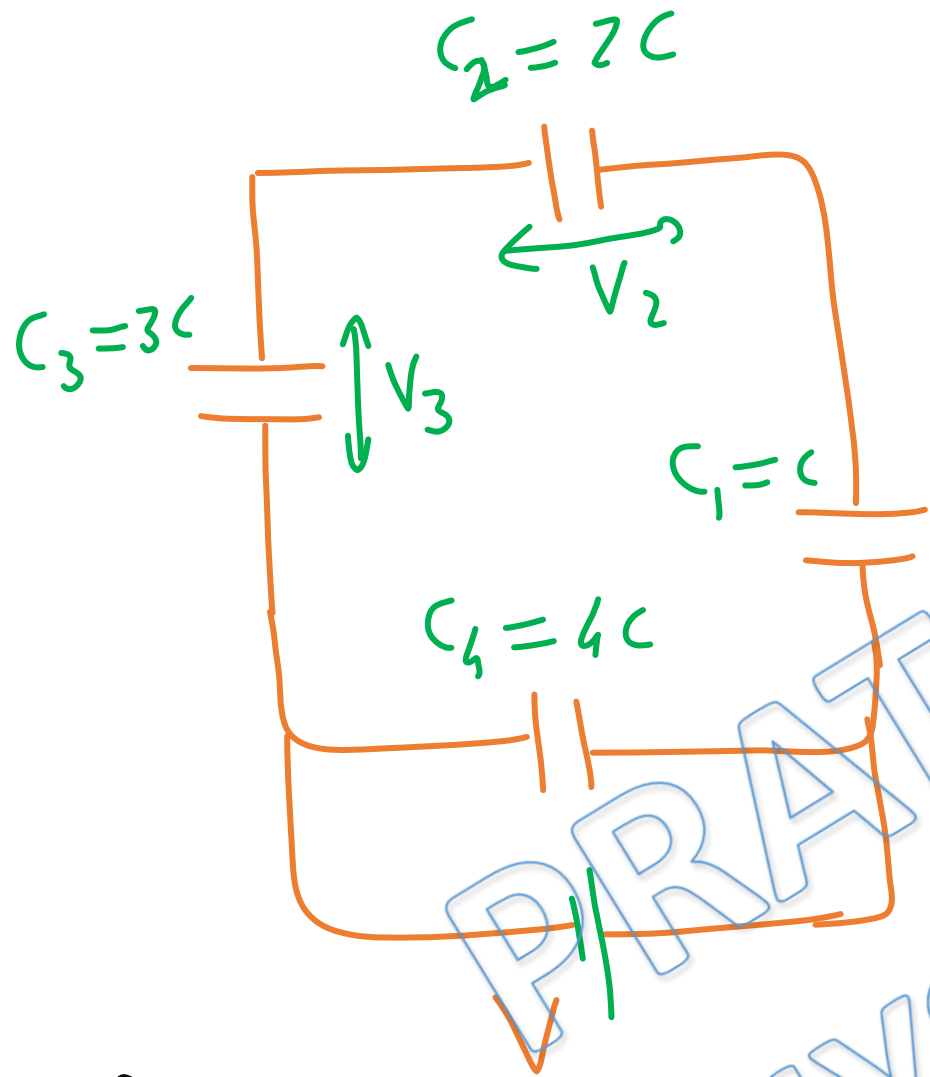 C₂ = 2C
V₂
C₃ = 3C
V₃
C₁ = C
C₄ = 4C
PRAT
V